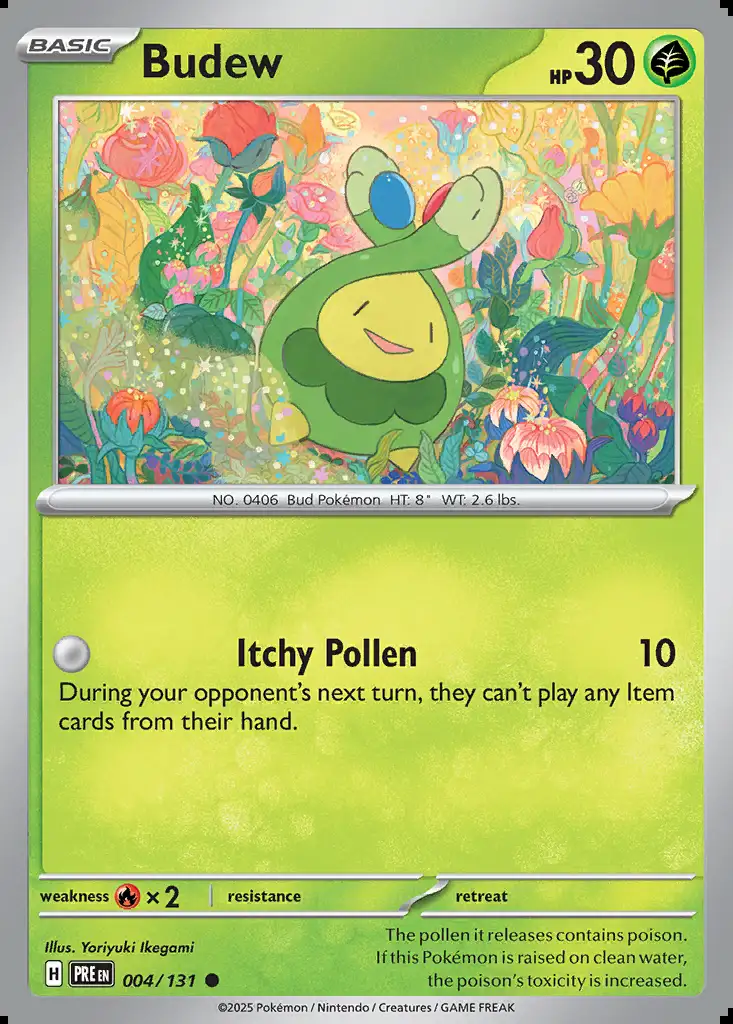 BASIC
Budew
HP 30
NO. 0406 Bud Pokémon HT: 8" WT: 2.6 lbs.
Itchy Pollen 10
During your opponent's next turn, they can't play any Item
cards from their hand.
weakness ×2 resistance retreat
Illus. Yoriyuki Ikegami
The pollen it releases contains poison.
If this Pokémon is raised on clean water,
the poison's toxicity is increased.
H PRE EN 004/131
©2025 Pokémon / Nintendo / Creatures / GAME FREAK